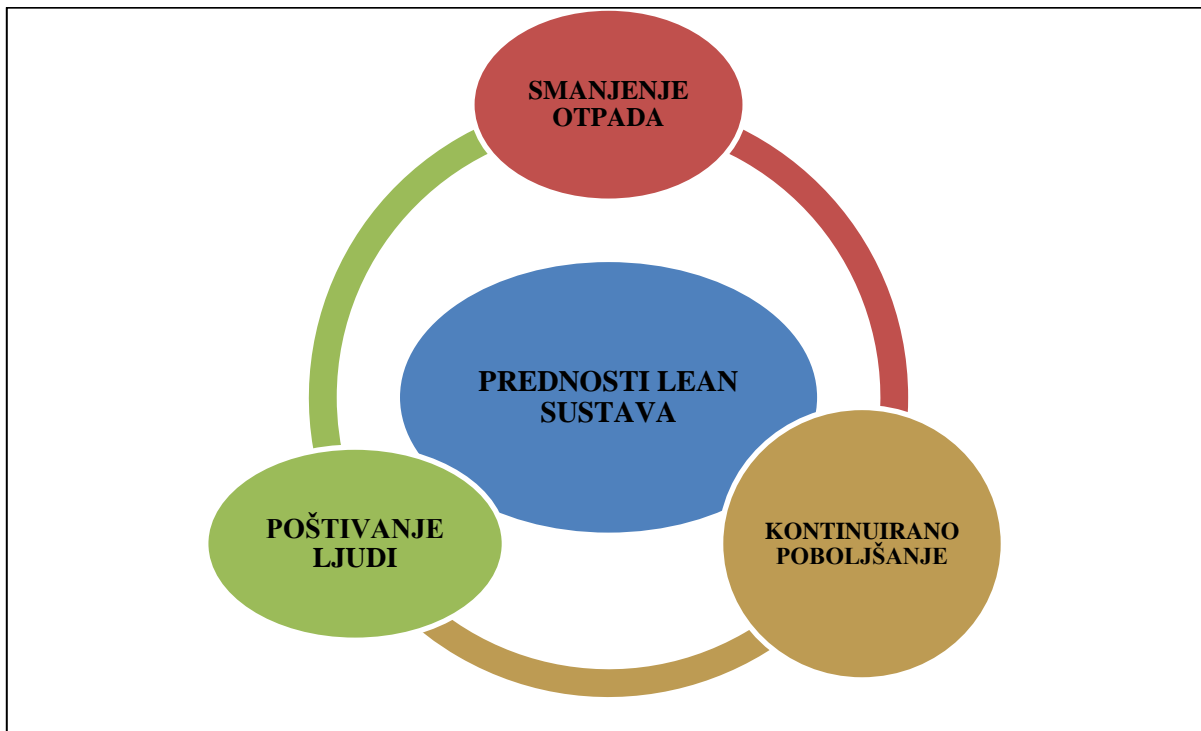 SMANJENJE
OTPADA
PREDNOSTI LEAN
SUSTAVA
POŠTIVANJE
LJUDI
KONTINUIRANO
POBOLJŠANJE